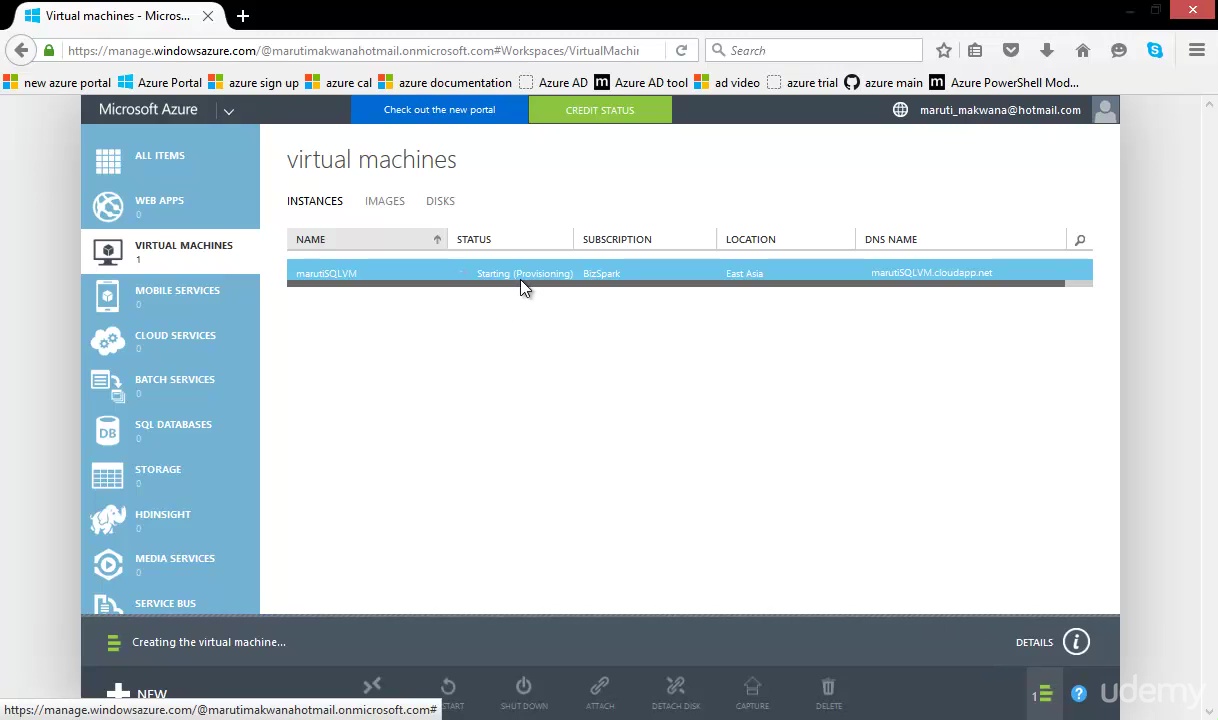 Virtual machines - Micros...
https://manage.windowsazure.com/@marutimakwanahotmail.onmicrosoft.com#Workspaces/VirtualMachin
Search
new azure portal Azure Portal azure sign up azure cal azure documentation Azure AD Azure AD tool ad video azure trial azure main Azure PowerShell Mod...
Microsoft Azure Check out the new portal CREDIT STATUS maruti_makwana@hotmail.com
ALL ITEMS
WEB APPS
0
VIRTUAL MACHINES
1
MOBILE SERVICES
0
CLOUD SERVICES
0
BATCH SERVICES
0
SQL DATABASES
0
DB
STORAGE
0
HDINSIGHT
0
MEDIA SERVICES
0
SERVICE BUS
virtual machines
INSTANCES IMAGES DISKS
NAME STATUS SUBSCRIPTION LOCATION DNS NAME
marutiSQLVM Starting (Provisioning) BizSpark East Asia marutiSQLVM.cloudapp.net
Creating the virtual machine... DETAILS
NEW START SHUT DOWN ATTACH DETACH DISK CAPTURE DELETE 1 ? udemy
https://manage.windowsazure.com/@marutimakwanahotmail.onmicrosoft.com#